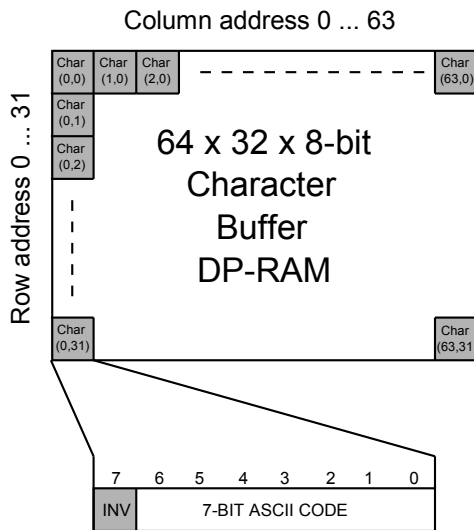 Column address 0 ... 63
Row address 0 ... 31
Char
(0,0)
Char
(1,0)
Char
(2,0)
Char
(63,0)
Char
(0,1)
Char
(0,2)
64 x 32 x 8-bit
Character
Buffer
DP-RAM
Char
(0,31)
Char
(63,31
7 6 5 4 3 2 1 0
INV 7-BIT ASCII CODE